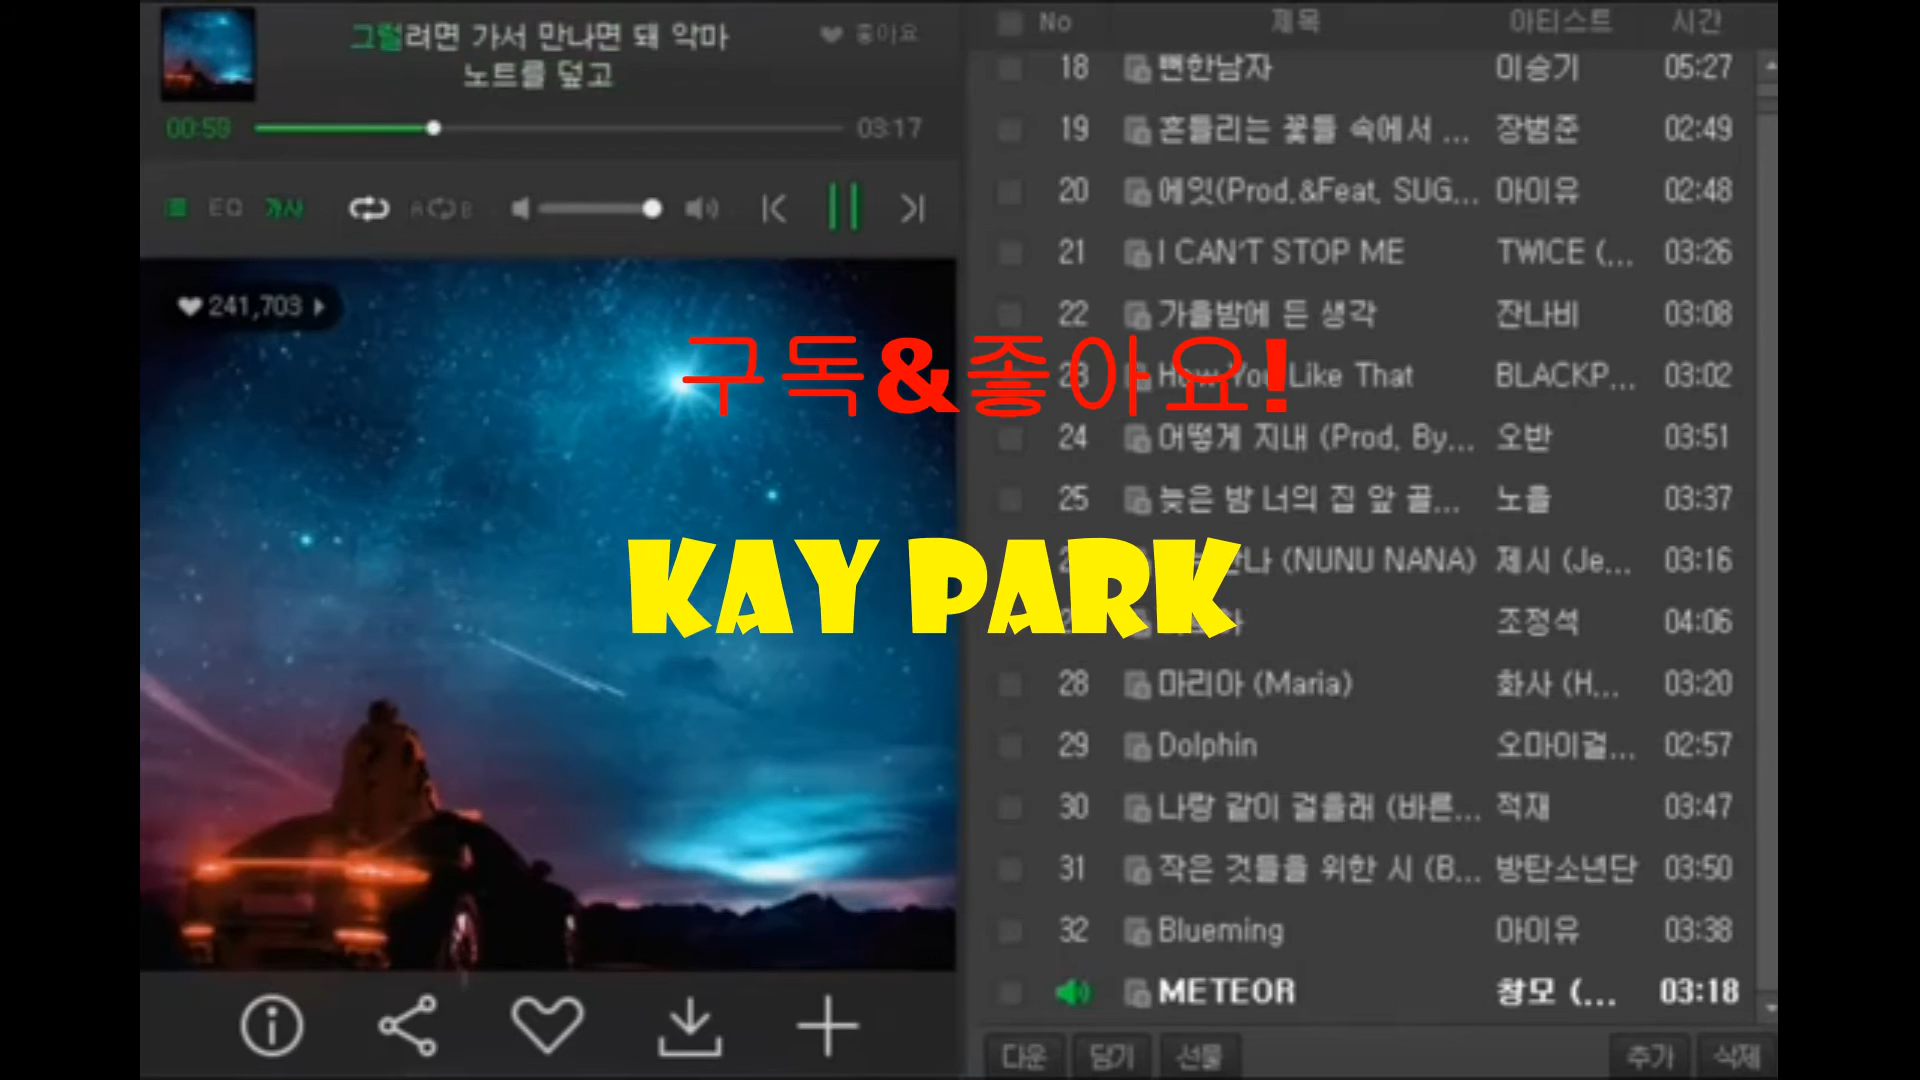 그럴려면 가서 만나면 돼 악마
노트를 덮고
좋아요
00:59
03:17
EQ 가사
A B
241,703
No 제목 아티스트 시간
18 뻔한남자 이승기 05:27
19 흔들리는 꽃들 속에서 ... 장범준 02:49
20 에잇(Prod.&Feat. SUG... 아이유 02:48
21 I CAN'T STOP ME TWICE (... 03:26
22 가을밤에 든 생각 잔나비 03:08
23 How You Like That BLACKP... 03:02
구독&좋아요!
24 어떻게 지내 (Prod. By... 오반 03:51
25 늦은 밤 너의 집 앞 골... 노을 03:37
(NUNU NANA) 제시 (Je... 03:16
KAY PARK
조정석 04:06
28 마리아 (Maria) 화사 (H... 03:20
29 Dolphin 오마이걸... 02:57
30 나랑 같이 걸을래 (바른... 적재 03:47
31 작은 것들을 위한 시 (B... 방탄소년단 03:50
32 Blueming 아이유 03:38
METEOR 창모 (... 03:18
다운 담기 선물 추가 삭제